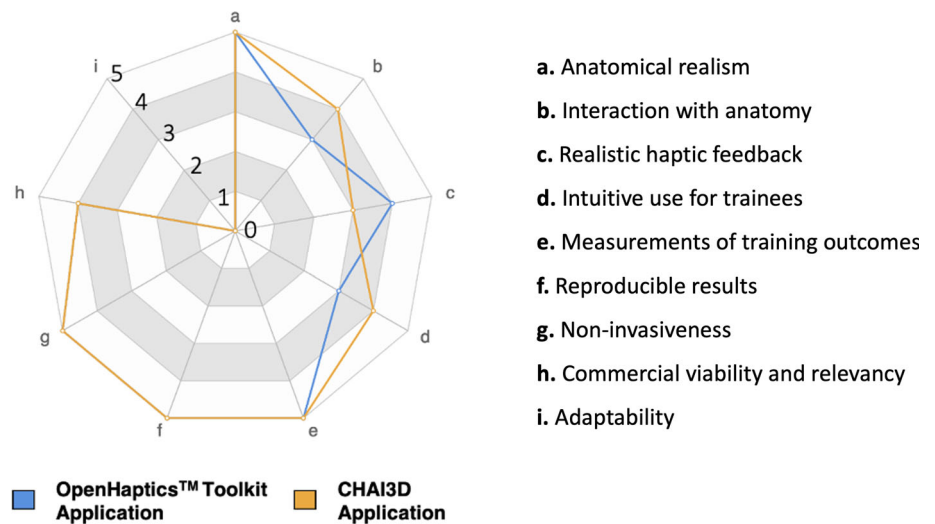 a
b
c
d
e
f
g
h
i
5
4
3
2
1
0
a. Anatomical realism
b. Interaction with anatomy
c. Realistic haptic feedback
d. Intuitive use for trainees
e. Measurements of training outcomes
f. Reproducible results
g. Non-invasiveness
h. Commercial viability and relevancy
i. Adaptability
OpenHaptics™ Toolkit
Application
CHAI3D
Application